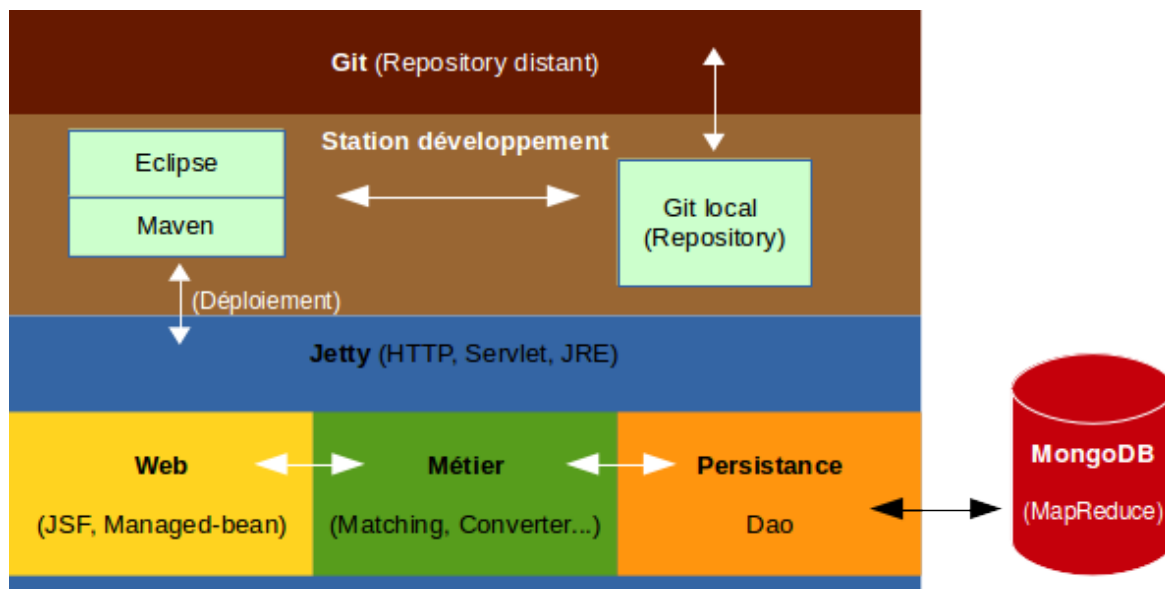 Git (Repository distant)
Station développement
Eclipse
Maven
Git local
(Repository)
(Déploiement)
Jetty (HTTP, Servlet, JRE)
Web
(JSF, Managed-bean)
Métier
(Matching, Converter...)
Persistance
Dao
MongoDB
(MapReduce)